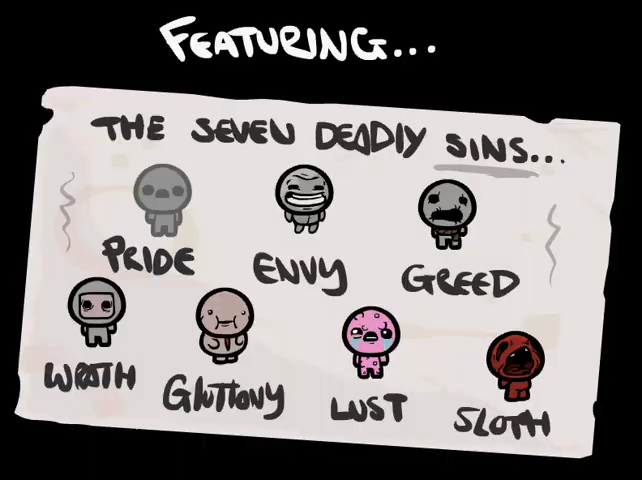 FEATURING...
THE SEVEN DEADLY SINS...
PRIDE ENVY GREED
WRATH GLUTTONY LUST SLOTH